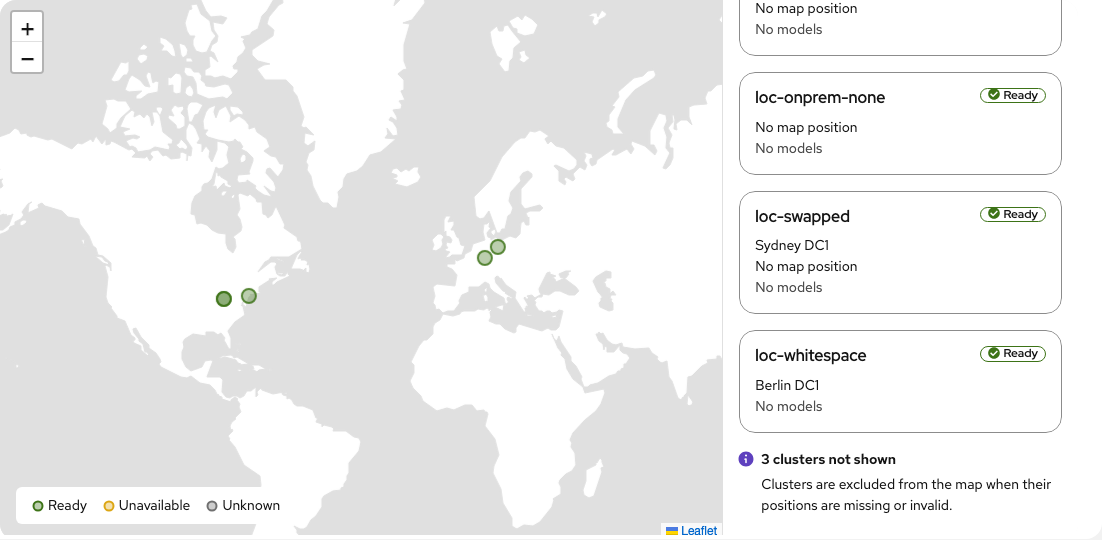 +
−
No map position
No models
loc-onprem-none
Ready
No map position
No models
loc-swapped
Ready
Sydney DC1
No map position
No models
loc-whitespace
Ready
Berlin DC1
No models
3 clusters not shown
Clusters are excluded from the map when their
positions are missing or invalid.
Ready Unavailable Unknown
Leaflet